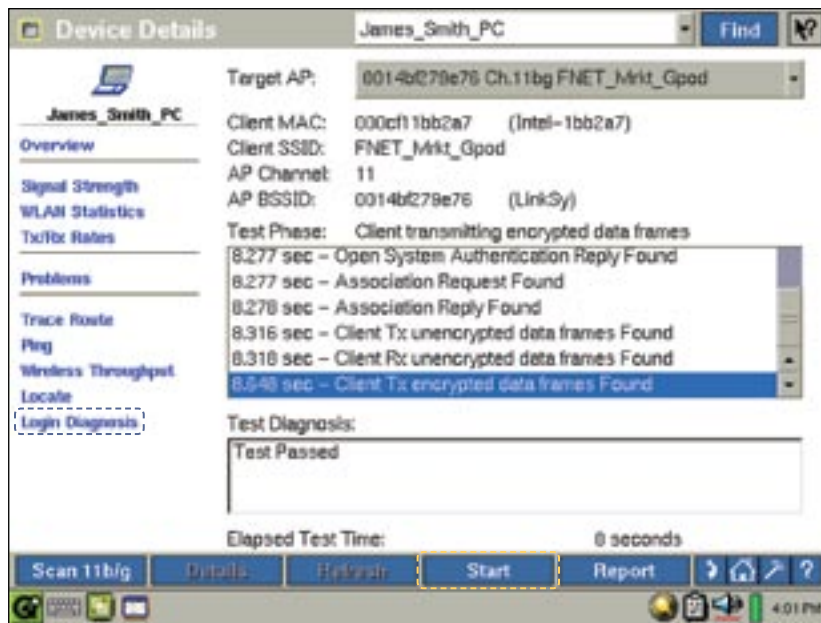 Device Details
James_Smith_PC
Find
James_Smith_PC
Overview
Signal Strength
WLAN Statistics
Tx/Rx Rates
Problems
Trace Route
Ping
Wireless Throughput
Locate
Login Diagnosis
Target AP: 0014bf279e76 Ch.11bg FNET_Mrkt_Gpod
Client MAC: 000cf11bb2a7 (Intel-1bb2a7)
Client SSID: FNET_Mrkt_Gpod
AP Channel: 11
AP BSSID: 0014bf279e76 (LinkSy)
Test Phase: Client transmitting encrypted data frames
8.277 sec – Open System Authentication Reply Found
8.277 sec – Association Request Found
8.278 sec – Association Reply Found
8.316 sec – Client Tx unencrypted data frames Found
8.318 sec – Client Rx unencrypted data frames Found
8.648 sec – Client Tx encrypted data frames Found
Test Diagnosis:
Test Passed
Elapsed Test Time: 8 seconds
Scan 11b/g Details Refresh Start Report ?
4:01 PM